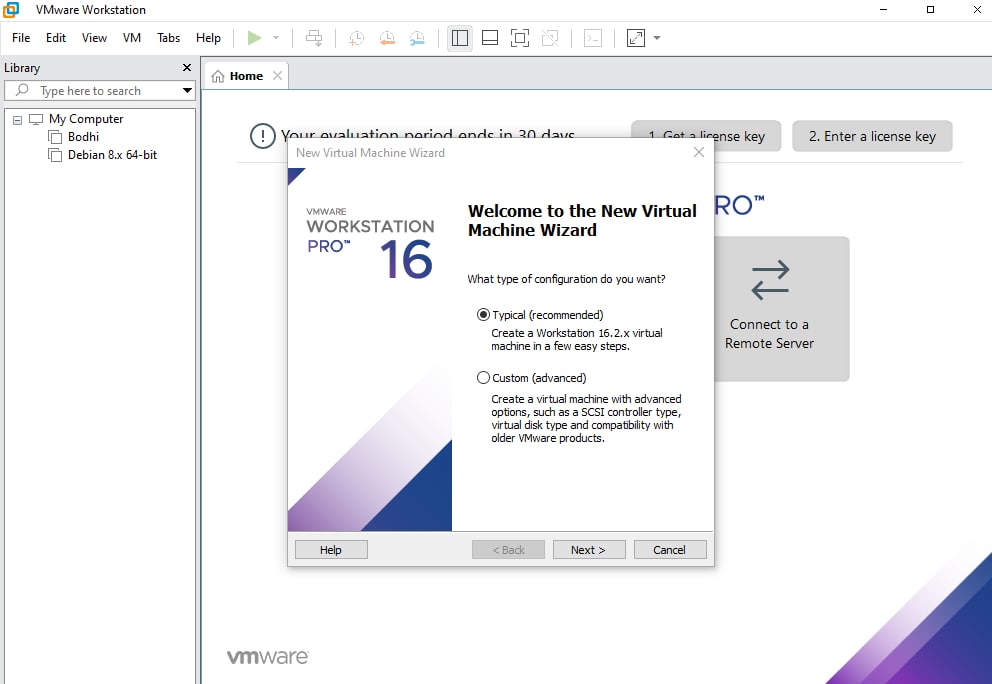 VMware Workstation
File Edit View VM Tabs Help
Library
Type here to search
My Computer
Bodhi
Debian 8.x 64-bit
Home
Your evaluation period ends in 30 days
1. Get a license key
2. Enter a license key
New Virtual Machine Wizard
VMWARE
WORKSTATION
PRO™ 16
Welcome to the New Virtual
Machine Wizard
What type of configuration do you want?
Typical (recommended)
Create a Workstation 16.2.x virtual
machine in a few easy steps.
Custom (advanced)
Create a virtual machine with advanced
options, such as a SCSI controller type,
virtual disk type and compatibility with
older VMware products.
Help
< Back
Next >
Cancel
RO™
Connect to a
Remote Server
vmware